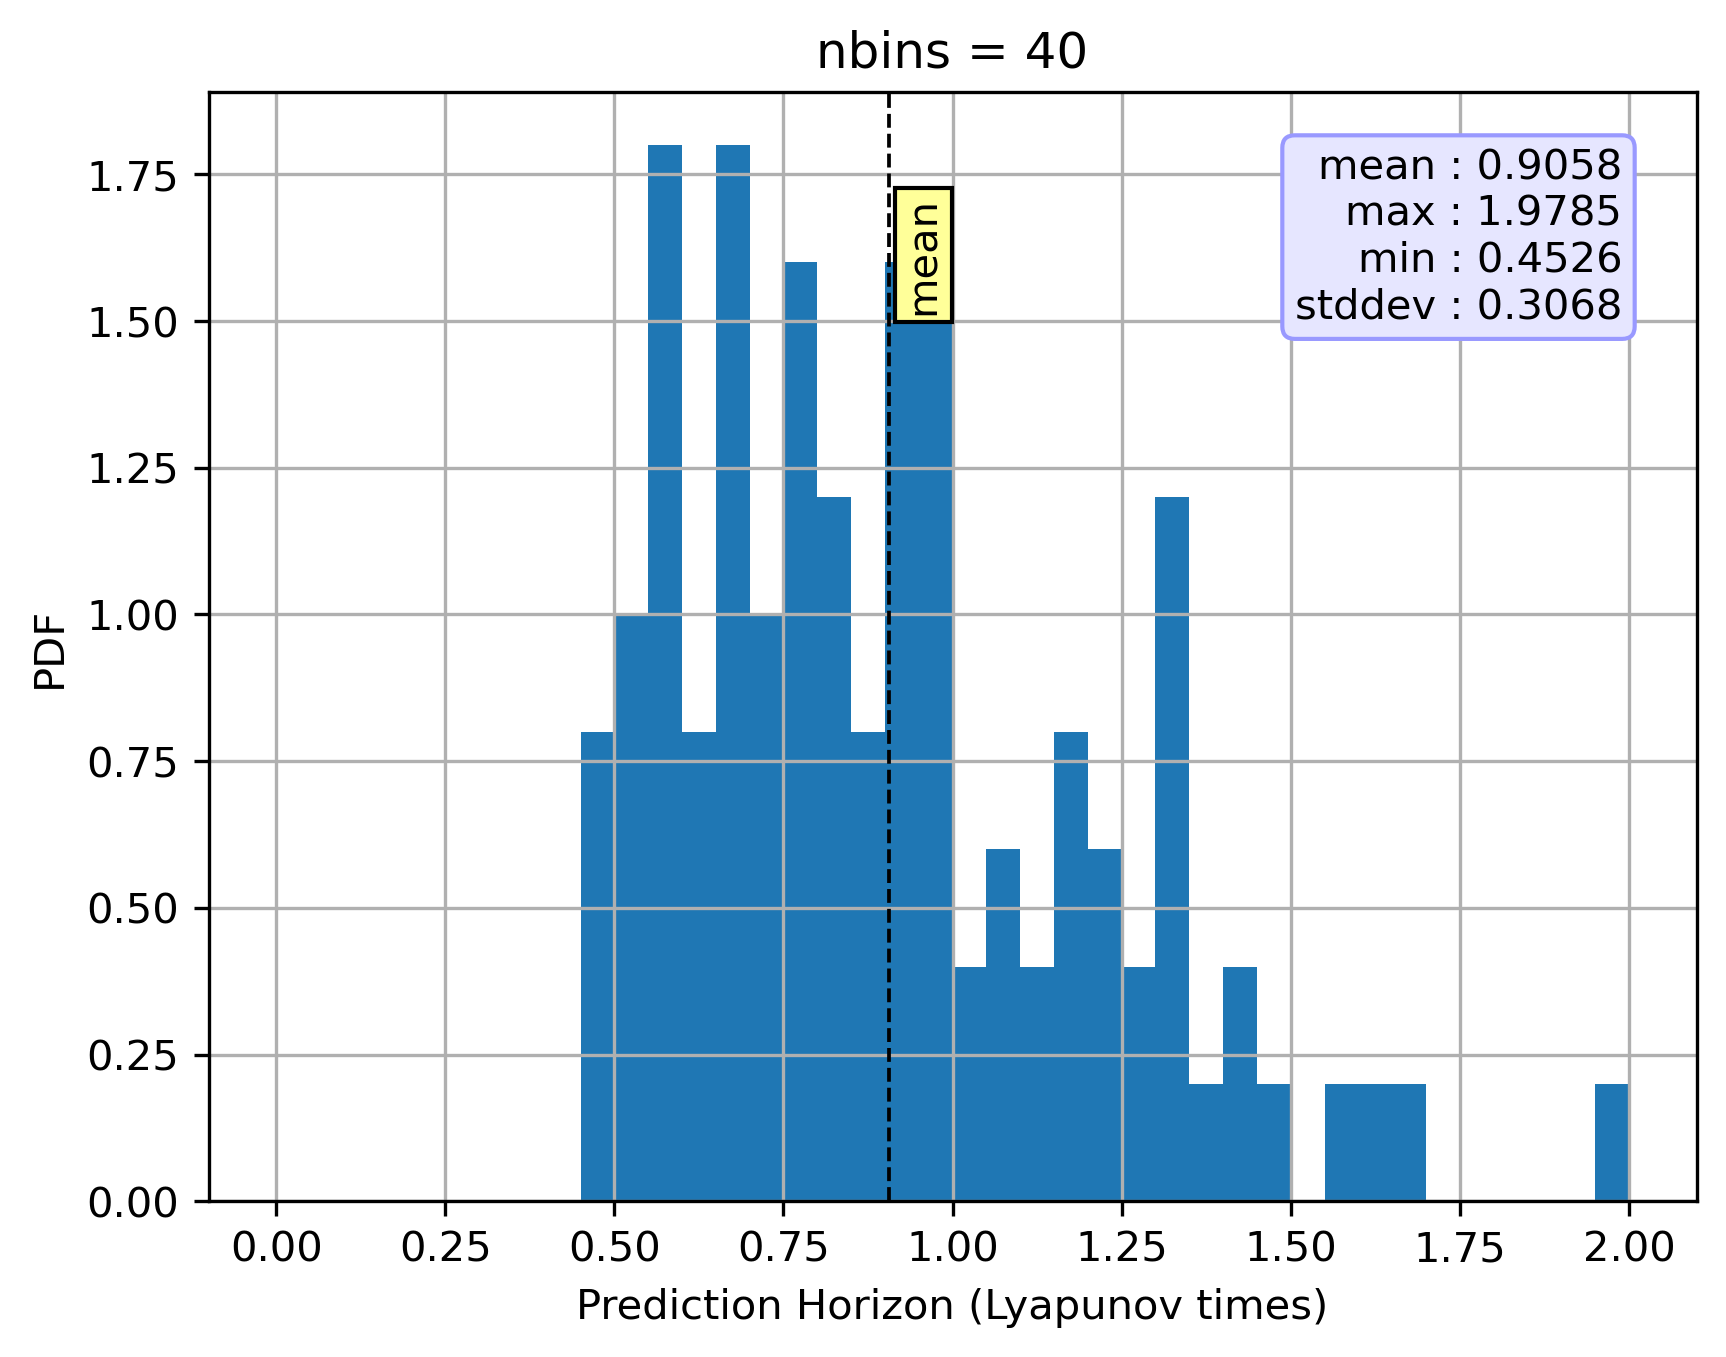 nbins = 40
mean : 0.9058
max : 1.9785
min : 0.4526
stddev : 0.3068
mean
PDF
1.75
1.50
1.25
1.00
0.75
0.50
0.25
0.00
0.00 0.25 0.50 0.75 1.00 1.25 1.50 1.75 2.00
Prediction Horizon (Lyapunov times)